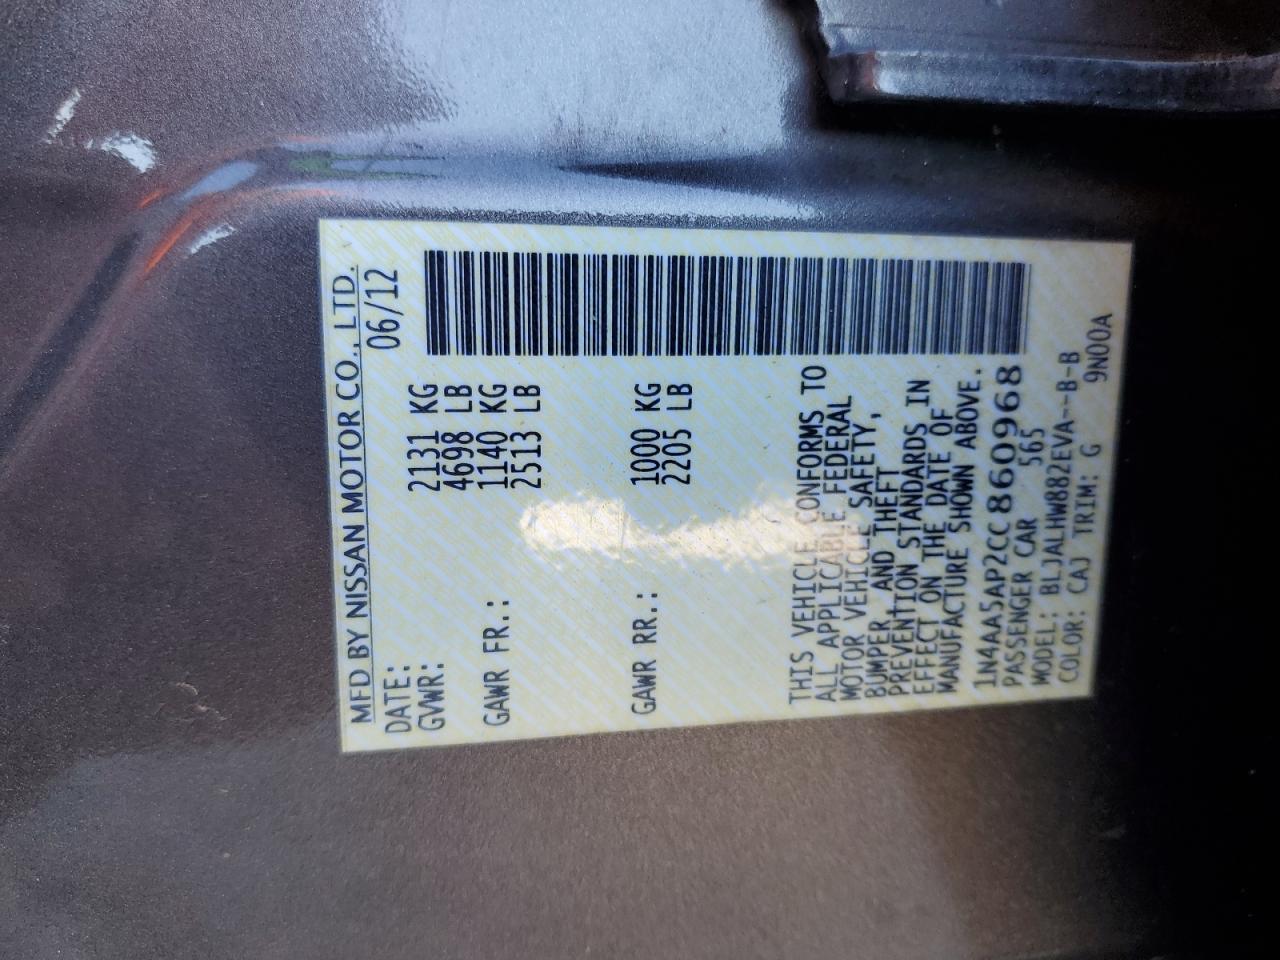 MFD BY NISSAN MOTOR CO., LTD.
DATE: 06/12
GVWR: 2131 KG
4698 LB
GAWR FR.: 1140 KG
2513 LB
GAWR RR.: 1000 KG
2205 LB
THIS VEHICLE CONFORMS TO
ALL APPLICABLE FEDERAL
MOTOR VEHICLE SAFETY,
BUMPER, AND THEFT
PREVENTION STANDARDS IN
EFFECT ON THE DATE OF
MANUFACTURE SHOWN ABOVE.
1N4AA5AP2CC860968
PASSENGER CAR 565
MODEL: BLJALHW882EVA--B-B
COLOR: CAJ TRIM: G 9N00A